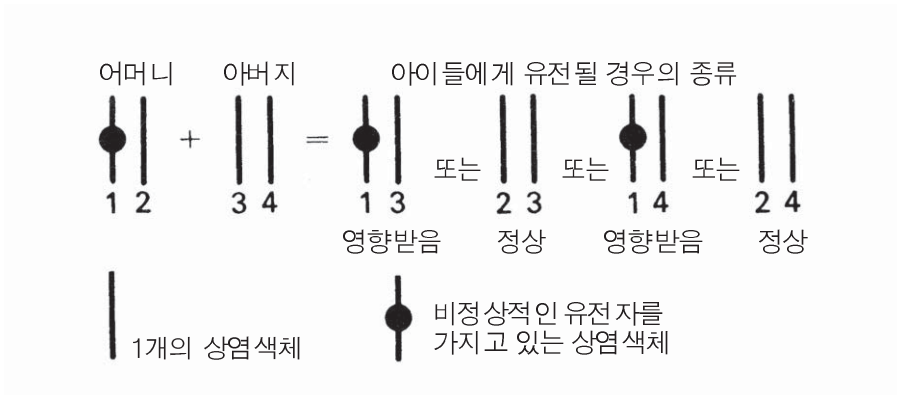 어머니 아버지 아이들에게 유전될 경우의 종류
+ =
또는 또는 또는
1 2 3 4 1 3 2 3 1 4 2 4
영향받음 정상 영향받음 정상
1개의 상염색체
비정상적인 유전자를
가지고 있는 상염색체